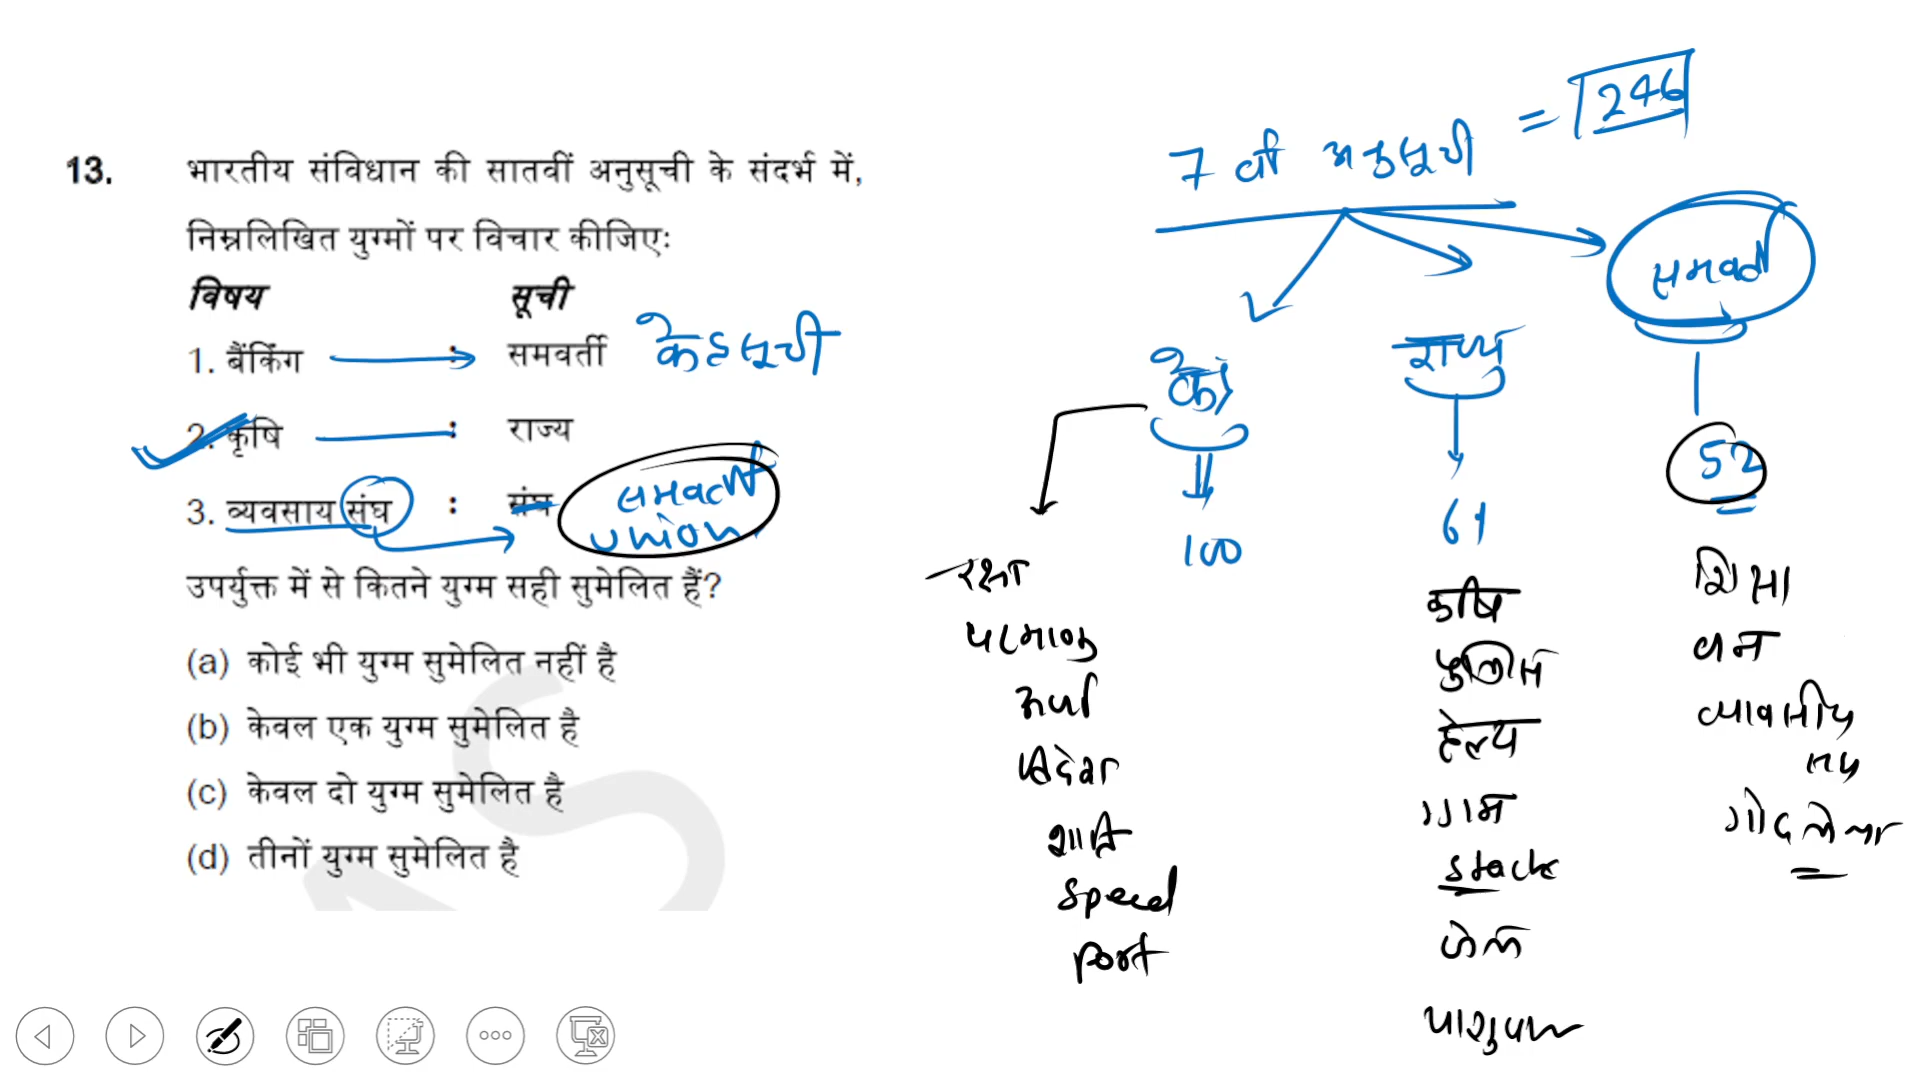 13. भारतीय संविधान की सातवीं अनुसूची के संदर्भ में,
निम्नलिखित युग्मों पर विचार कीजिए:
विषय सूची
1. बैंकिंग : समवर्ती केन्द्रसूची
2. कृषि : राज्य
3. व्यवसाय संघ : संघ समवर्ती
union
उपर्युक्त में से कितने युग्म सही सुमेलित हैं?
(a) कोई भी युग्म सुमेलित नहीं है
(b) केवल एक युग्म सुमेलित है
(c) केवल दो युग्म सुमेलित है
(d) तीनों युग्म सुमेलित है
7 वीं अनुसूची = 246
समवर्ती
राज्य
52
61
100
रक्षा
परमाणु
विदेश
speed
Port
कृषि
पुलिस
हेल्थ
ग्राम
जेल
शिक्षा
वन
गोद लेना